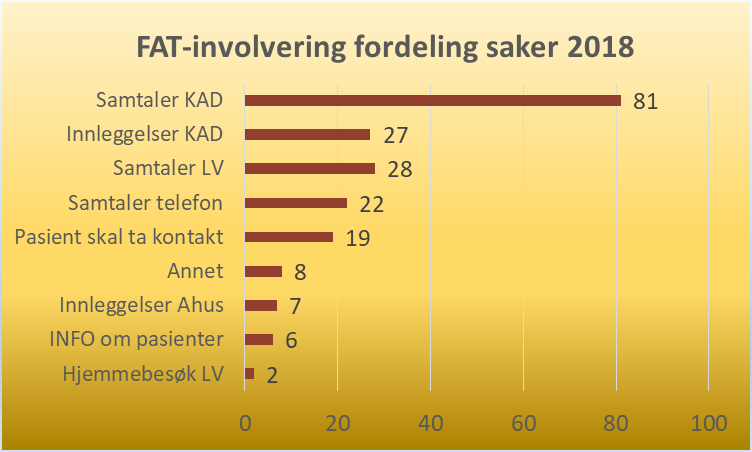 FAT-involvering fordeling saker 2018
Samtaler KAD 81
Innleggelser KAD 27
Samtaler LV 28
Samtaler telefon 22
Pasient skal ta kontakt 19
Annet 8
Innleggelser Ahus 7
INFO om pasienter 6
Hjemmebesøk LV 2
0 20 40 60 80 100